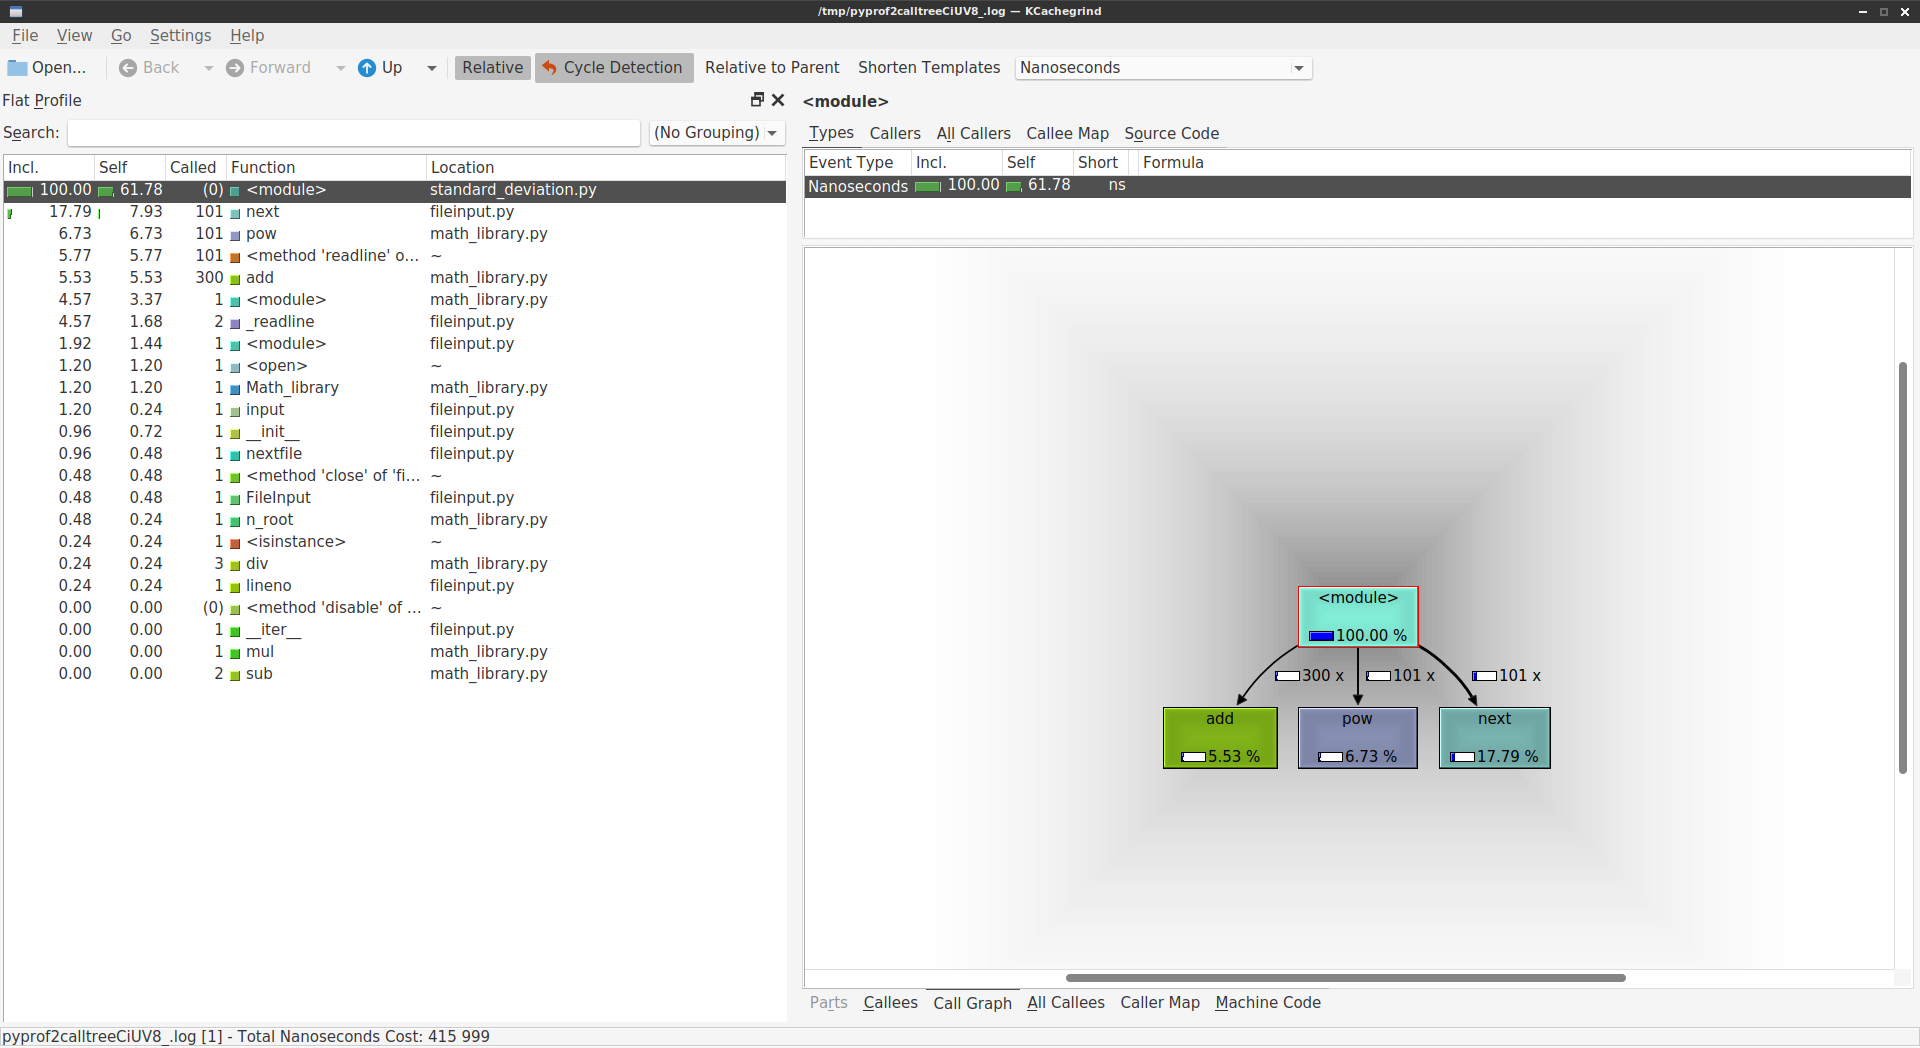 /tmp/pyprof2calltreeCiUV8_.log — KCachegrind
File View Go Settings Help
Open... Back Forward Up Relative Cycle Detection Relative to Parent Shorten Templates Nanoseconds
Flat Profile
Search: (No Grouping)
Incl. Self Called Function Location
100.00 61.78 (0) <module> standard_deviation.py
17.79 7.93 101 next fileinput.py
6.73 6.73 101 pow math_library.py
5.77 5.77 101 <method 'readline' o... ~
5.53 5.53 300 add math_library.py
4.57 3.37 1 <module> math_library.py
4.57 1.68 2 _readline fileinput.py
1.92 1.44 1 <module> fileinput.py
1.20 1.20 1 <open> ~
1.20 1.20 1 Math_library math_library.py
1.20 0.24 1 input fileinput.py
0.96 0.72 1 __init__ fileinput.py
0.96 0.48 1 nextfile fileinput.py
0.48 0.48 1 <method 'close' of 'fi... ~
0.48 0.48 1 FileInput fileinput.py
0.48 0.24 1 n_root math_library.py
0.24 0.24 1 <isinstance> ~
0.24 0.24 3 div math_library.py
0.24 0.24 1 lineno fileinput.py
0.00 0.00 (0) <method 'disable' of ... ~
0.00 0.00 1 __iter__ fileinput.py
0.00 0.00 1 mul math_library.py
0.00 0.00 2 sub math_library.py
<module>
Types Callers All Callers Callee Map Source Code
Event Type Incl. Self Short Formula
Nanoseconds 100.00 61.78 ns
<module>
100.00 %
300 x 101 x 101 x
add pow next
5.53 % 6.73 % 17.79 %
Parts Callees Call Graph All Callees Caller Map Machine Code
pyprof2calltreeCiUV8_.log [1] - Total Nanoseconds Cost: 415 999